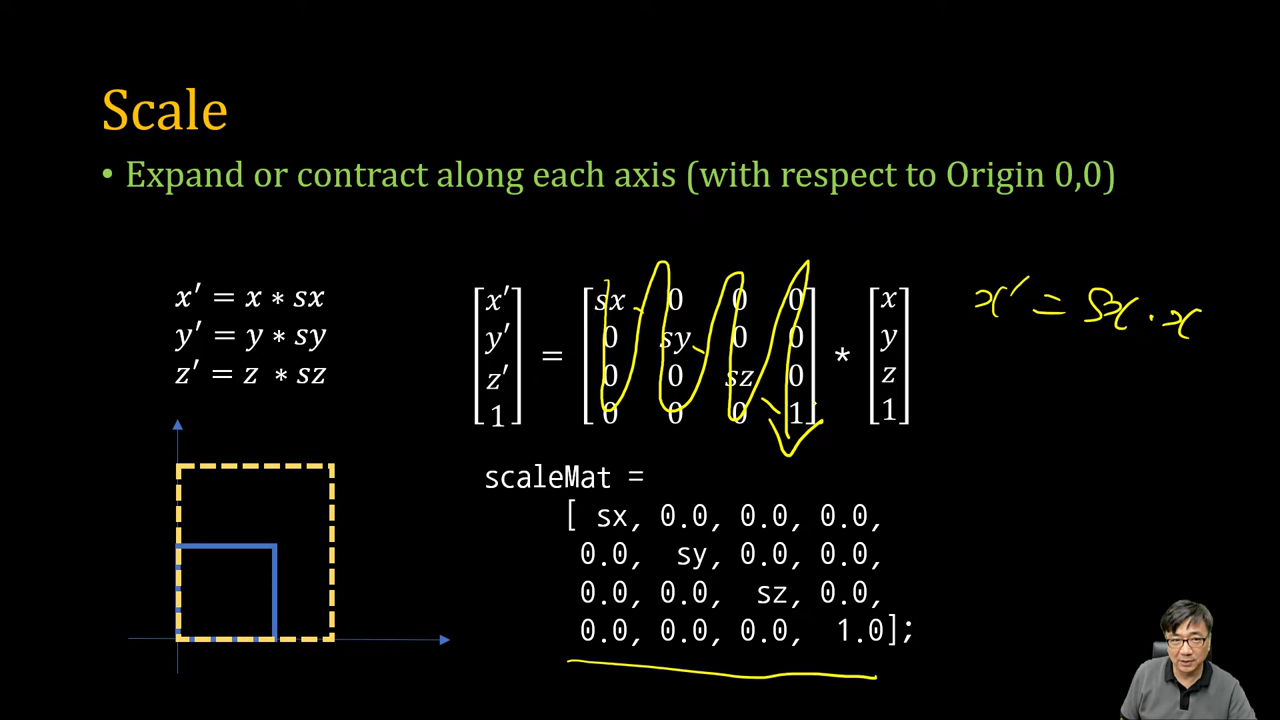 Scale
• Expand or contract along each axis (with respect to Origin 0,0)
x′ = x ∗ sx
y′ = y ∗ sy
z′ = z ∗ sz
[x′ y′ z′ 1] = [sx 0 0 0
0 sy 0 0
0 0 sz 0
0 0 0 1] * [x y z 1]
x′ = sx · x
scaleMat =
[ sx, 0.0, 0.0, 0.0,
0.0, sy, 0.0, 0.0,
0.0, 0.0, sz, 0.0,
0.0, 0.0, 0.0, 1.0];